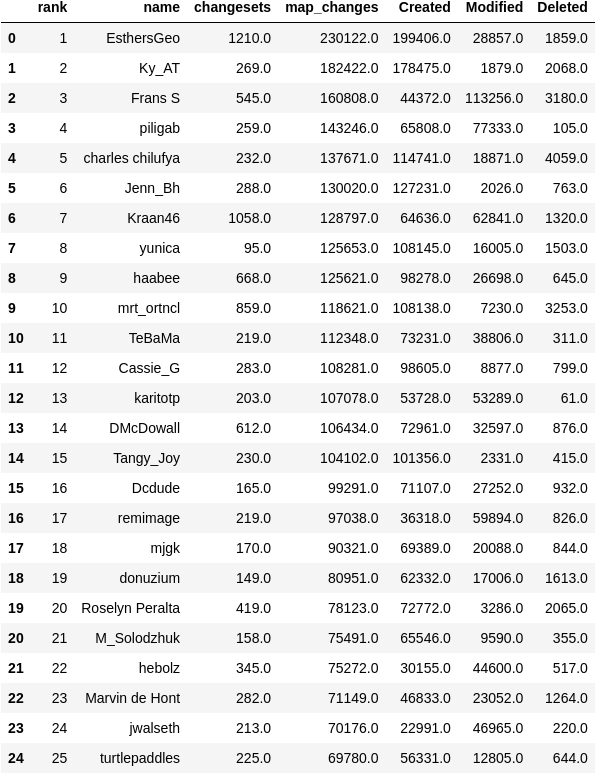 rank name changesets map_changes Created Modified Deleted
0 1 EsthersGeo 1210.0 230122.0 199406.0 28857.0 1859.0
1 2 Ky_AT 269.0 182422.0 178475.0 1879.0 2068.0
2 3 Frans S 545.0 160808.0 44372.0 113256.0 3180.0
3 4 piligab 259.0 143246.0 65808.0 77333.0 105.0
4 5 charles chilufya 232.0 137671.0 114741.0 18871.0 4059.0
5 6 Jenn_Bh 288.0 130020.0 127231.0 2026.0 763.0
6 7 Kraan46 1058.0 128797.0 64636.0 62841.0 1320.0
7 8 yunica 95.0 125653.0 108145.0 16005.0 1503.0
8 9 haabee 668.0 125621.0 98278.0 26698.0 645.0
9 10 mrt_ortncl 859.0 118621.0 108138.0 7230.0 3253.0
10 11 TeBaMa 219.0 112348.0 73231.0 38806.0 311.0
11 12 Cassie_G 283.0 108281.0 98605.0 8877.0 799.0
12 13 karitotp 203.0 107078.0 53728.0 53289.0 61.0
13 14 DMcDowall 612.0 106434.0 72961.0 32597.0 876.0
14 15 Tangy_Joy 230.0 104102.0 101356.0 2331.0 415.0
15 16 Dcdude 165.0 99291.0 71107.0 27252.0 932.0
16 17 remimage 219.0 97038.0 36318.0 59894.0 826.0
17 18 mjgk 170.0 90321.0 69389.0 20088.0 844.0
18 19 donuzium 149.0 80951.0 62332.0 17006.0 1613.0
19 20 Roselyn Peralta 419.0 78123.0 72772.0 3286.0 2065.0
20 21 M_Solodzhuk 158.0 75491.0 65546.0 9590.0 355.0
21 22 hebolz 345.0 75272.0 30155.0 44600.0 517.0
22 23 Marvin de Hont 282.0 71149.0 46833.0 23052.0 1264.0
23 24 jwalseth 213.0 70176.0 22991.0 46965.0 220.0
24 25 turtlepaddles 225.0 69780.0 56331.0 12805.0 644.0